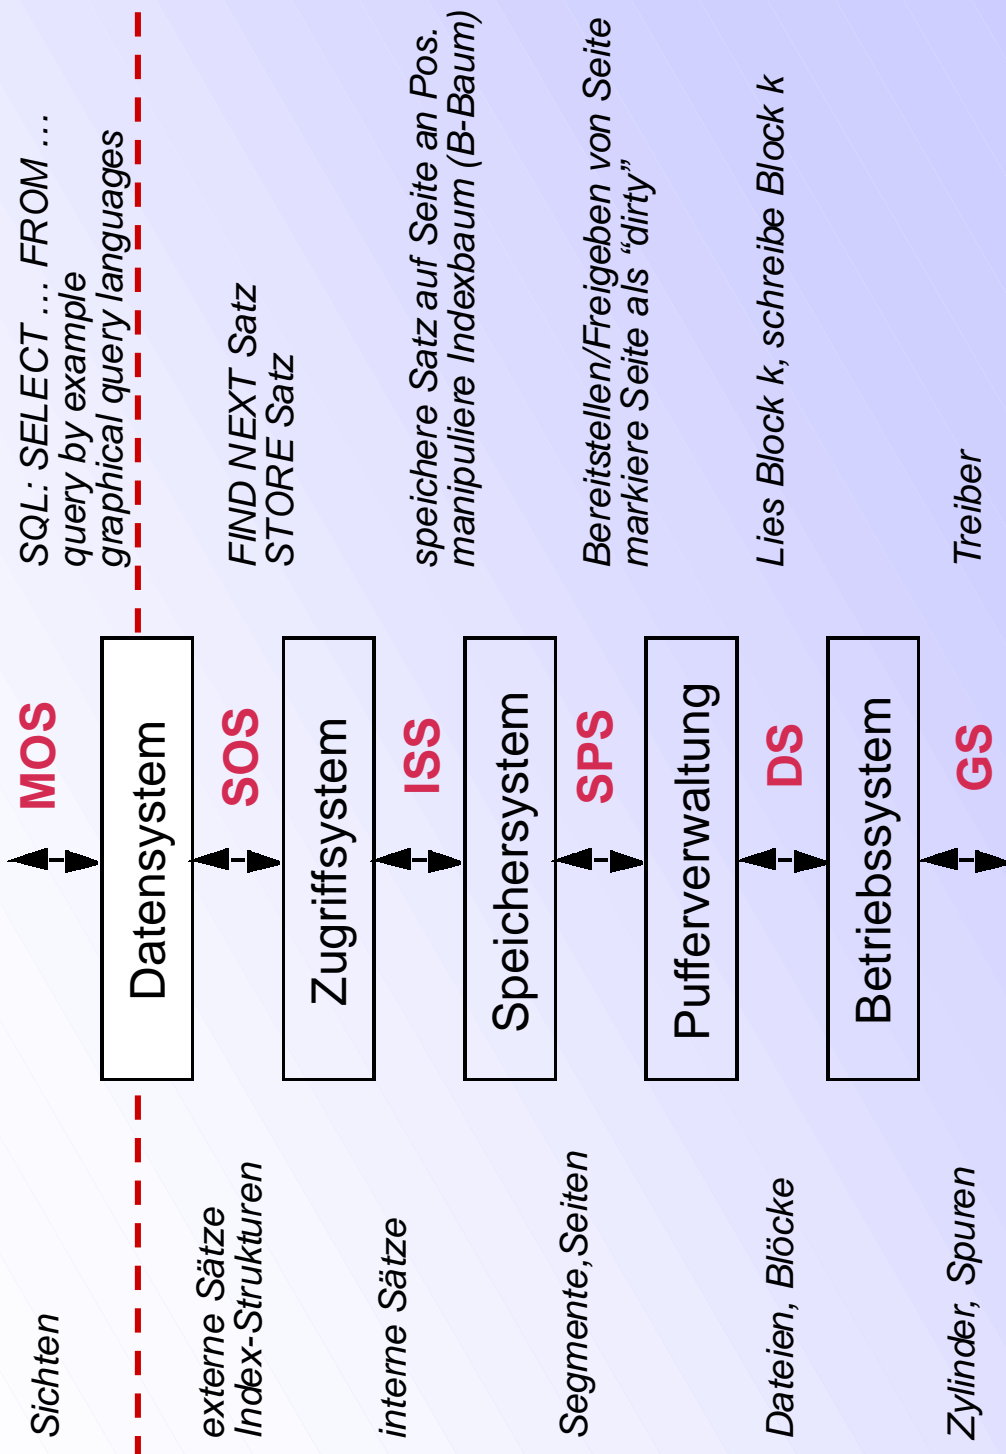 Sichten
MOS
SQL: SELECT … FROM …
query by example
graphical query languages
Datensystem
externe Sätze
Index-Strukturen
SOS
FIND NEXT Satz
STORE Satz
Zugriffsystem
interne Sätze
ISS
speichere Satz auf Seite an Pos.
manipuliere Indexbaum (B-Baum)
Speichersystem
Segmente,Seiten
SPS
Bereitstellen/Freigeben von Seite
markiere Seite als “dirty”
Pufferverwaltung
Dateien, Blöcke
DS
Lies Block k, schreibe Block k
Betriebssystem
Zylinder, Spuren
GS
Treiber